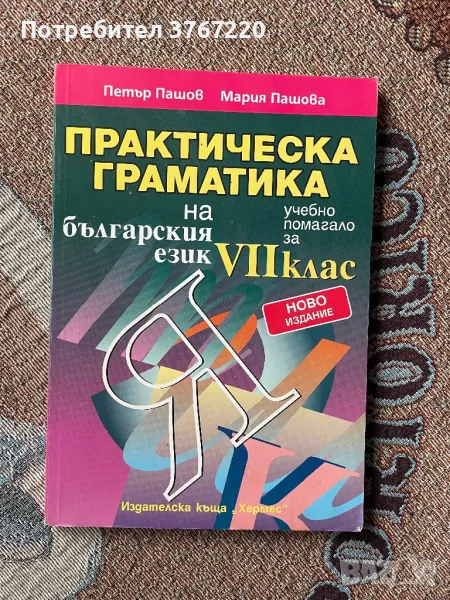 Потребител 3767220
Петър Пашов Мария Пашова
ПРАКТИЧЕСКА
ГРАМАТИКА
на
българския
език
учебно
помагало
за
VII клас
НОВО
ИЗДАНИЕ
Я
К
Издателска къща „Хермес“